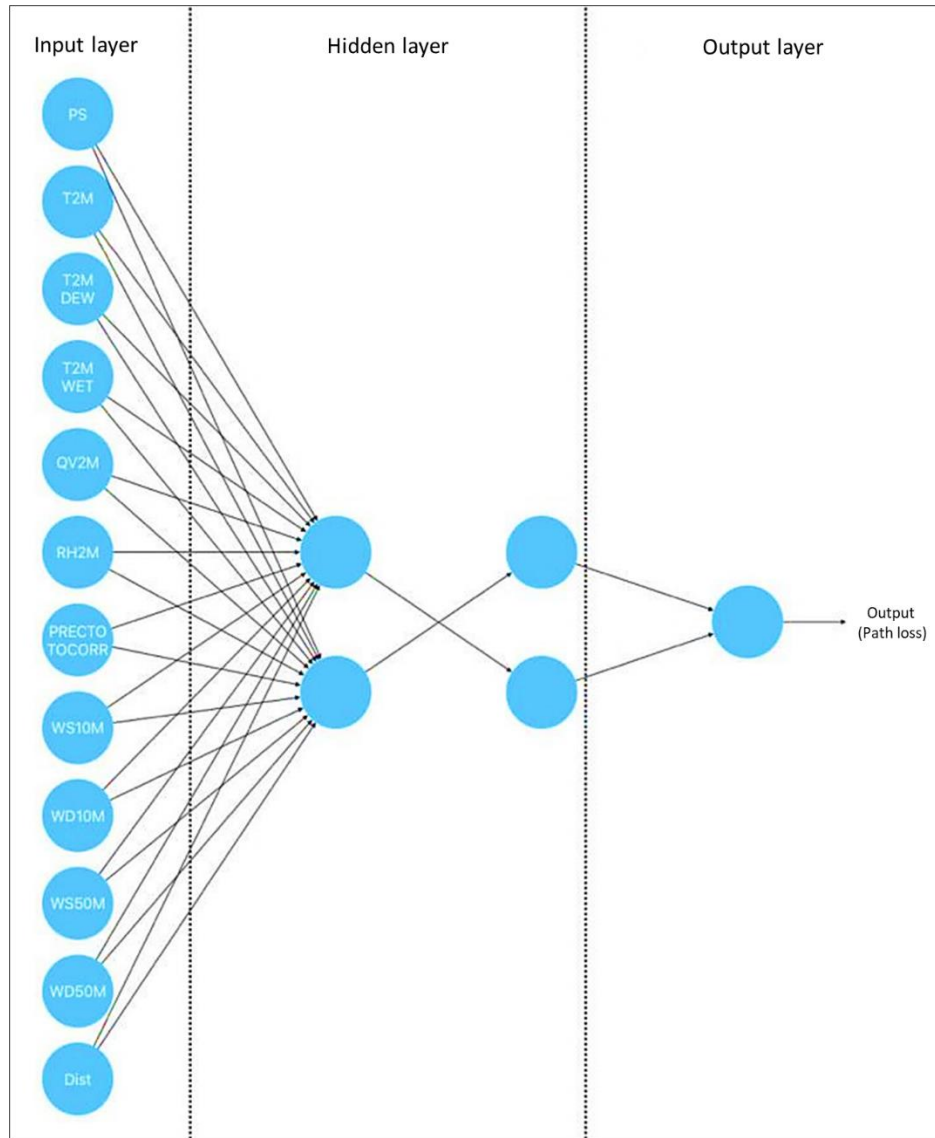 Input layer
Hidden layer
Output layer
PS
T2M
T2M
DEW
T2M
WET
QV2M
RH2M
PRECTO
TOCORR
WS10M
WD10M
WS50M
WD50M
Dist
Output
(Path loss)